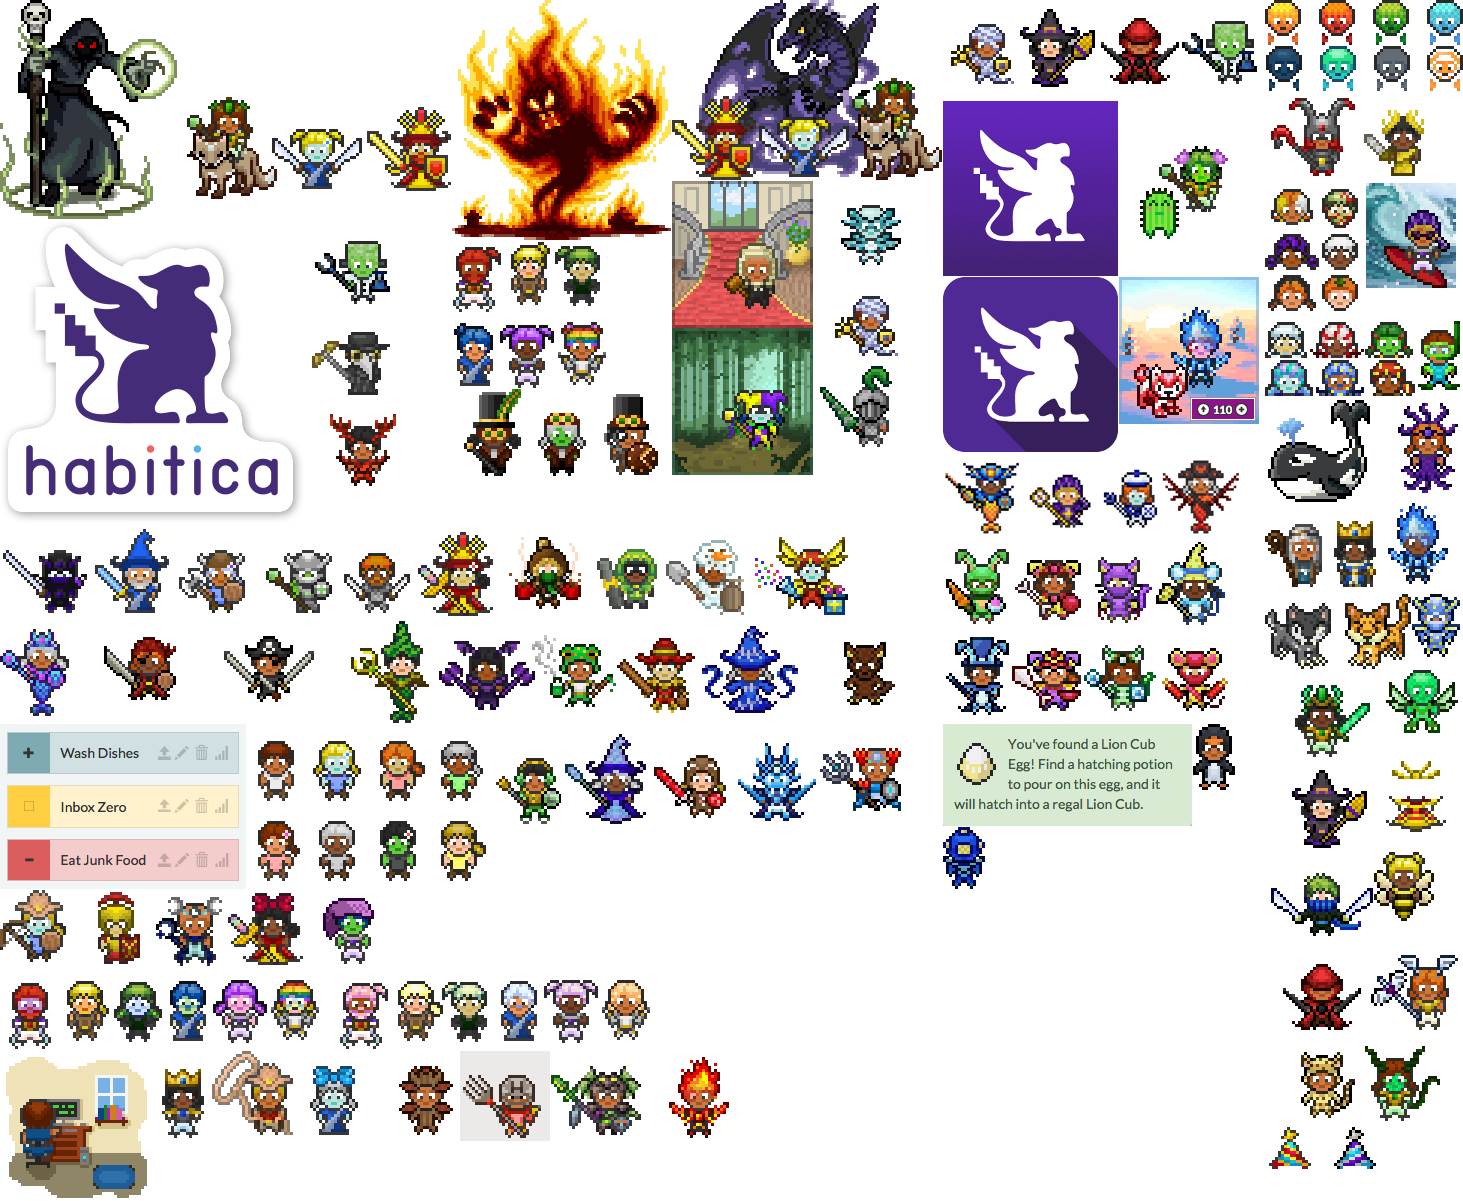 habitica
110
Wash Dishes
Inbox Zero
Eat Junk Food
You've found a Lion Cub
Egg! Find a hatching potion
to pour on this egg, and it
will hatch into a regal Lion Cub.